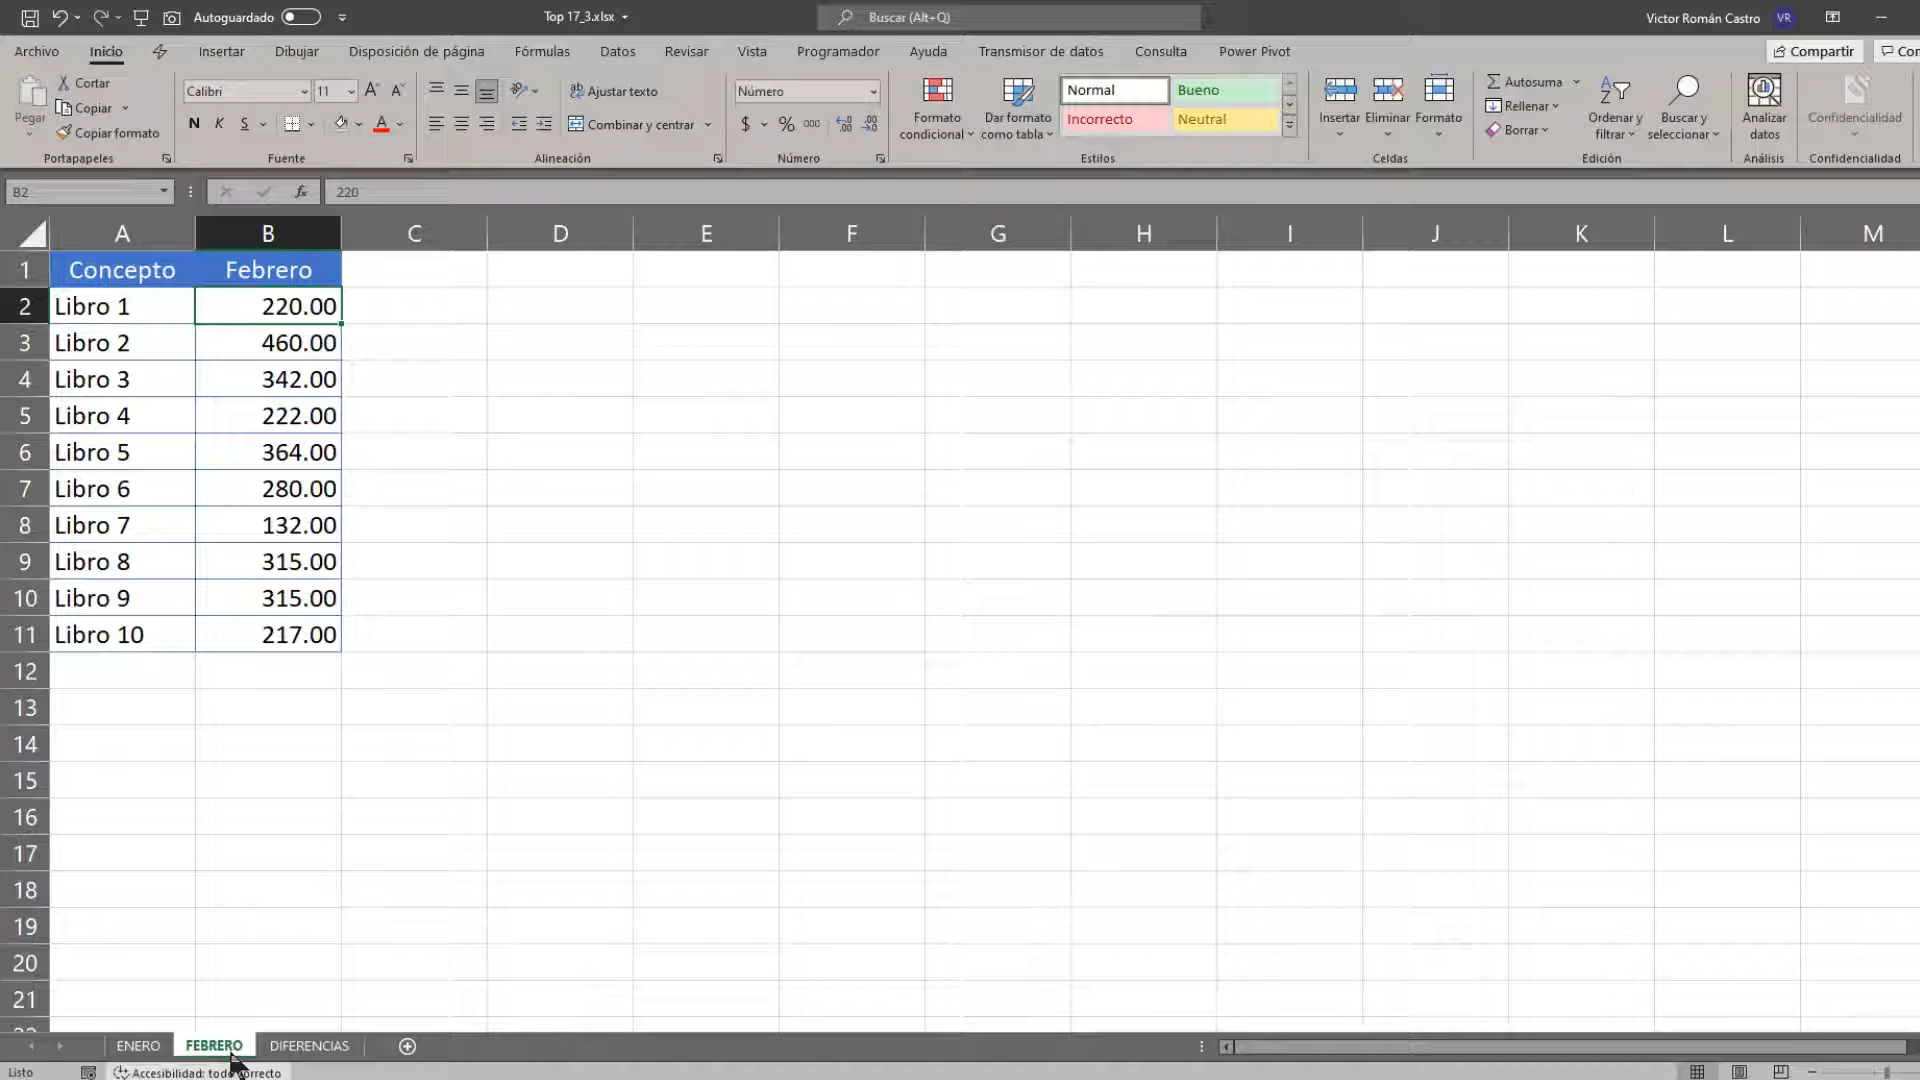 Autoguardado
Top 17_3.xlsx
Buscar (Alt+Q)
Victor Román Castro
VR
Archivo Inicio Insertar Dibujar Disposición de página Fórmulas Datos Revisar Vista Programador Ayuda Transmisor de datos Consulta Power Pivot
Compartir
Pegar
Cortar
Copiar
Copiar formato
Portapapeles
Calibri 11
N K S
Fuente
Ajustar texto
Combinar y centrar
Alineación
Número
$ % 000
Número
Formato condicional
Dar formato como tabla
Normal Bueno
Incorrecto Neutral
Estilos
Insertar Eliminar Formato
Celdas
Autosuma
Rellenar
Borrar
Ordenar y filtrar
Buscar y seleccionar
Edición
Analizar datos
Análisis
Confidencialidad
Confidencialidad
B2 fx 220
A B C D E F G H I J K L M
1 Concepto Febrero
2 Libro 1 220.00
3 Libro 2 460.00
4 Libro 3 342.00
5 Libro 4 222.00
6 Libro 5 364.00
7 Libro 6 280.00
8 Libro 7 132.00
9 Libro 8 315.00
10 Libro 9 315.00
11 Libro 10 217.00
12
13
14
15
16
17
18
19
20
21
ENERO FEBRERO DIFERENCIAS
Listo
Accesibilidad: todo correcto